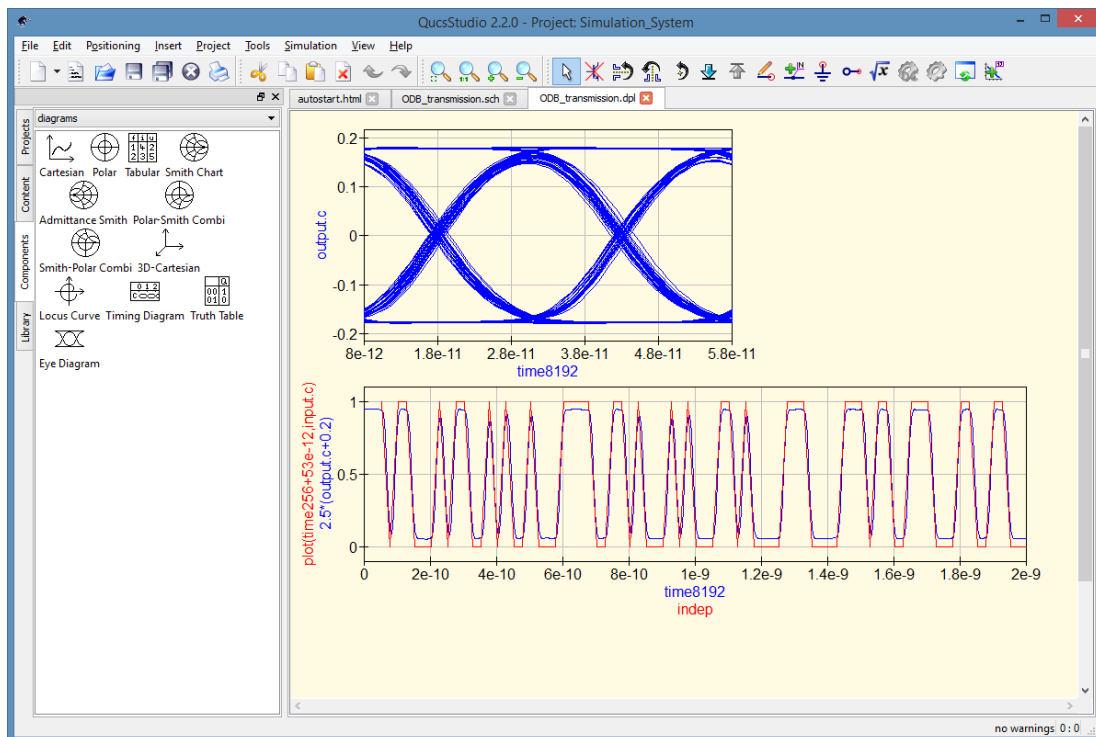 QucsStudio 2.2.0 - Project: Simulation_System
File Edit Positioning Insert Project Tools Simulation View Help
autostart.html ODB_transmission.sch ODB_transmission.dpl
Projects
Content
Components
Library
diagrams
Cartesian Polar Tabular Smith Chart
Admittance Smith Polar-Smith Combi
Smith-Polar Combi 3D-Cartesian
Locus Curve Timing Diagram Truth Table
Eye Diagram
output.c
0.2
0.1
0
-0.1
-0.2
8e-12 1.8e-11 2.8e-11 3.8e-11 4.8e-11 5.8e-11
time8192
plot(time256+53e-12,input.c)
2.5*(output.c+0.2)
1
0.5
0
0 2e-10 4e-10 6e-10 8e-10 1e-9 1.2e-9 1.4e-9 1.6e-9 1.8e-9 2e-9
time8192
indep
no warnings 0 : 0